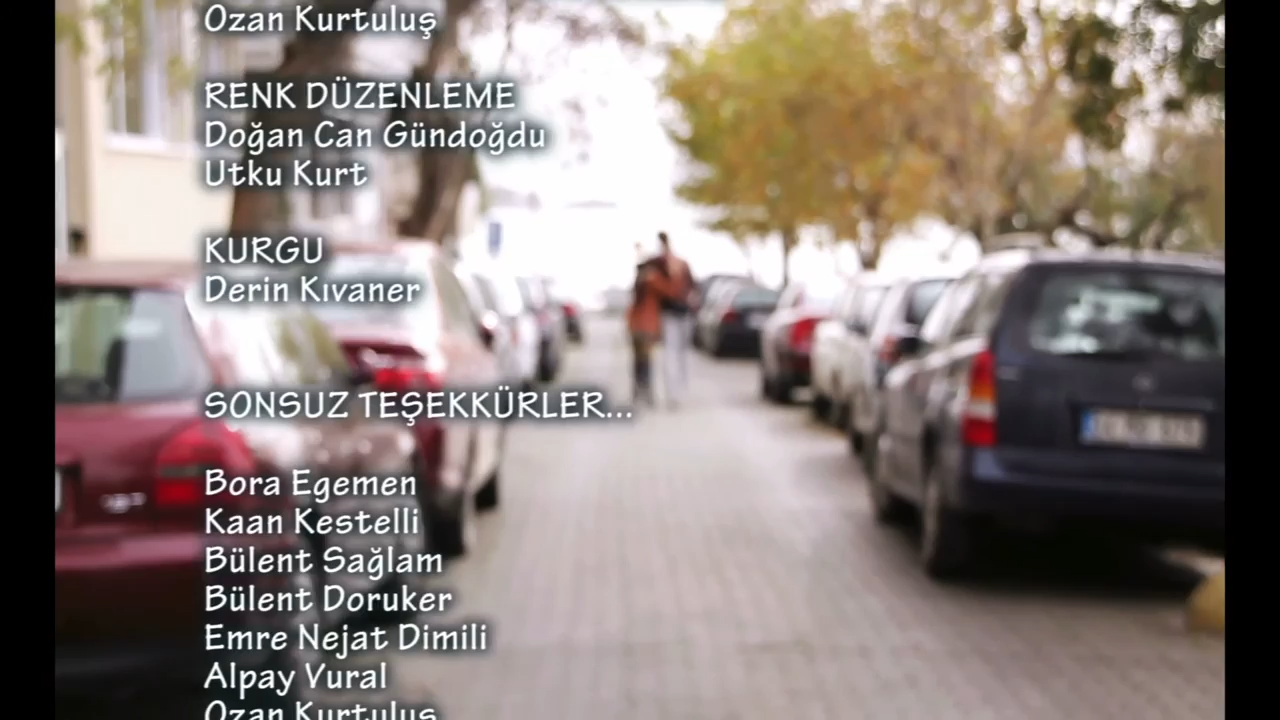 Ozan Kurtuluş
RENK DÜZENLEME
Doğan Can Gündoğdu
Utku Kurt
KURGU
Derin Kıvaner
SONSUZ TEŞEKKÜRLER...
Bora Egemen
Kaan Kestelli
Bülent Sağlam
Bülent Doruker
Emre Nejat Dimili
Alpay Vural
Ozan Kurtuluş